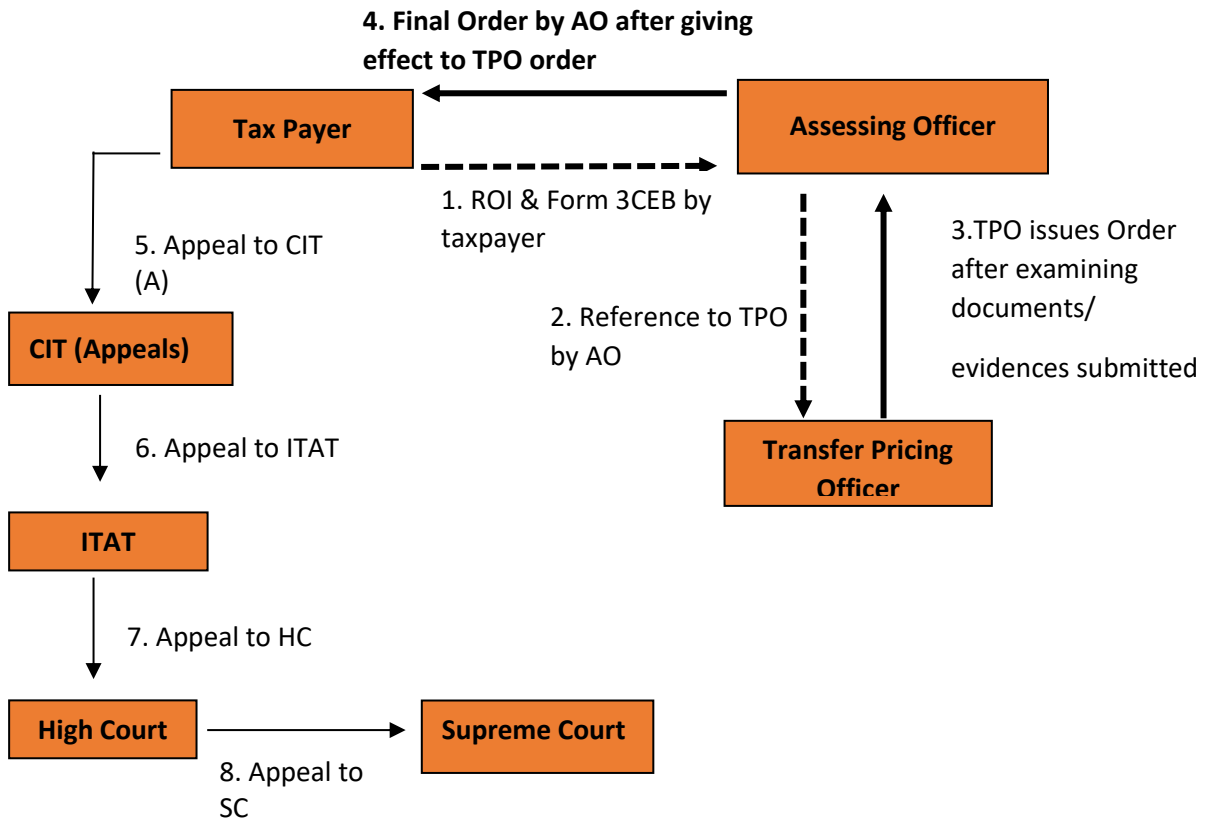 4. Final Order by AO after giving
effect to TPO order
Tax Payer
Assessing Officer
1. ROI & Form 3CEB by
taxpayer
5. Appeal to CIT
(A)
3.TPO issues Order
after examining
documents/
evidences submitted
2. Reference to TPO
by AO
CIT (Appeals)
6. Appeal to ITAT
Transfer Pricing
Officer
ITAT
7. Appeal to HC
High Court
Supreme Court
8. Appeal to
SC